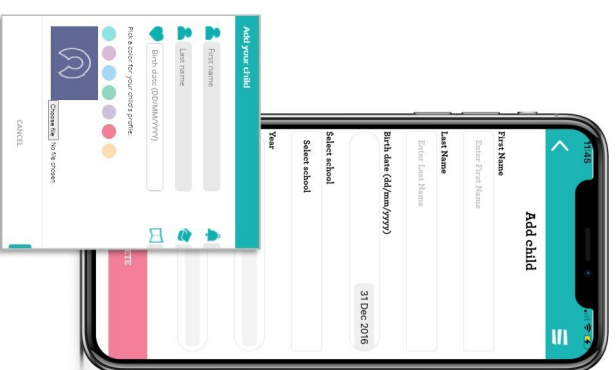 Add your child
First name
Last name
Birth date (DD/MM/YYYY)
Pick a color for your child's profile:
Choose file No file chosen
CANCEL
11:45
Add child
First Name
Enter First Name
Last Name
Enter Last Name
Birth date (dd/mm/yyyy)
31 Dec 2016
Select school
Select school
Year